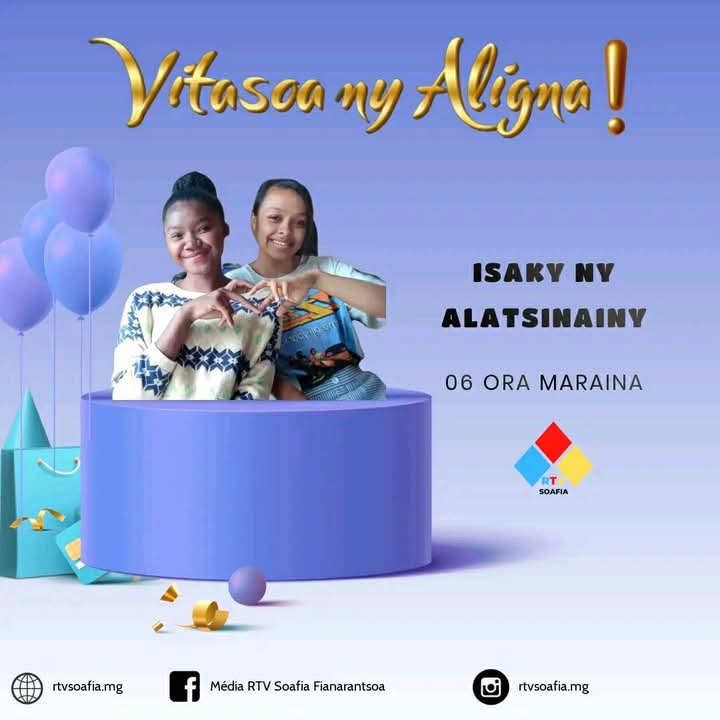 Vitasoa ny Aligna!
ISAKY NY
ALATSINAINY
06 ORA MARAINA
RTV
SOAFIA
rtvsoafia.mg
Média RTV Soafia Fianarantsoa
rtvsoafia.mg